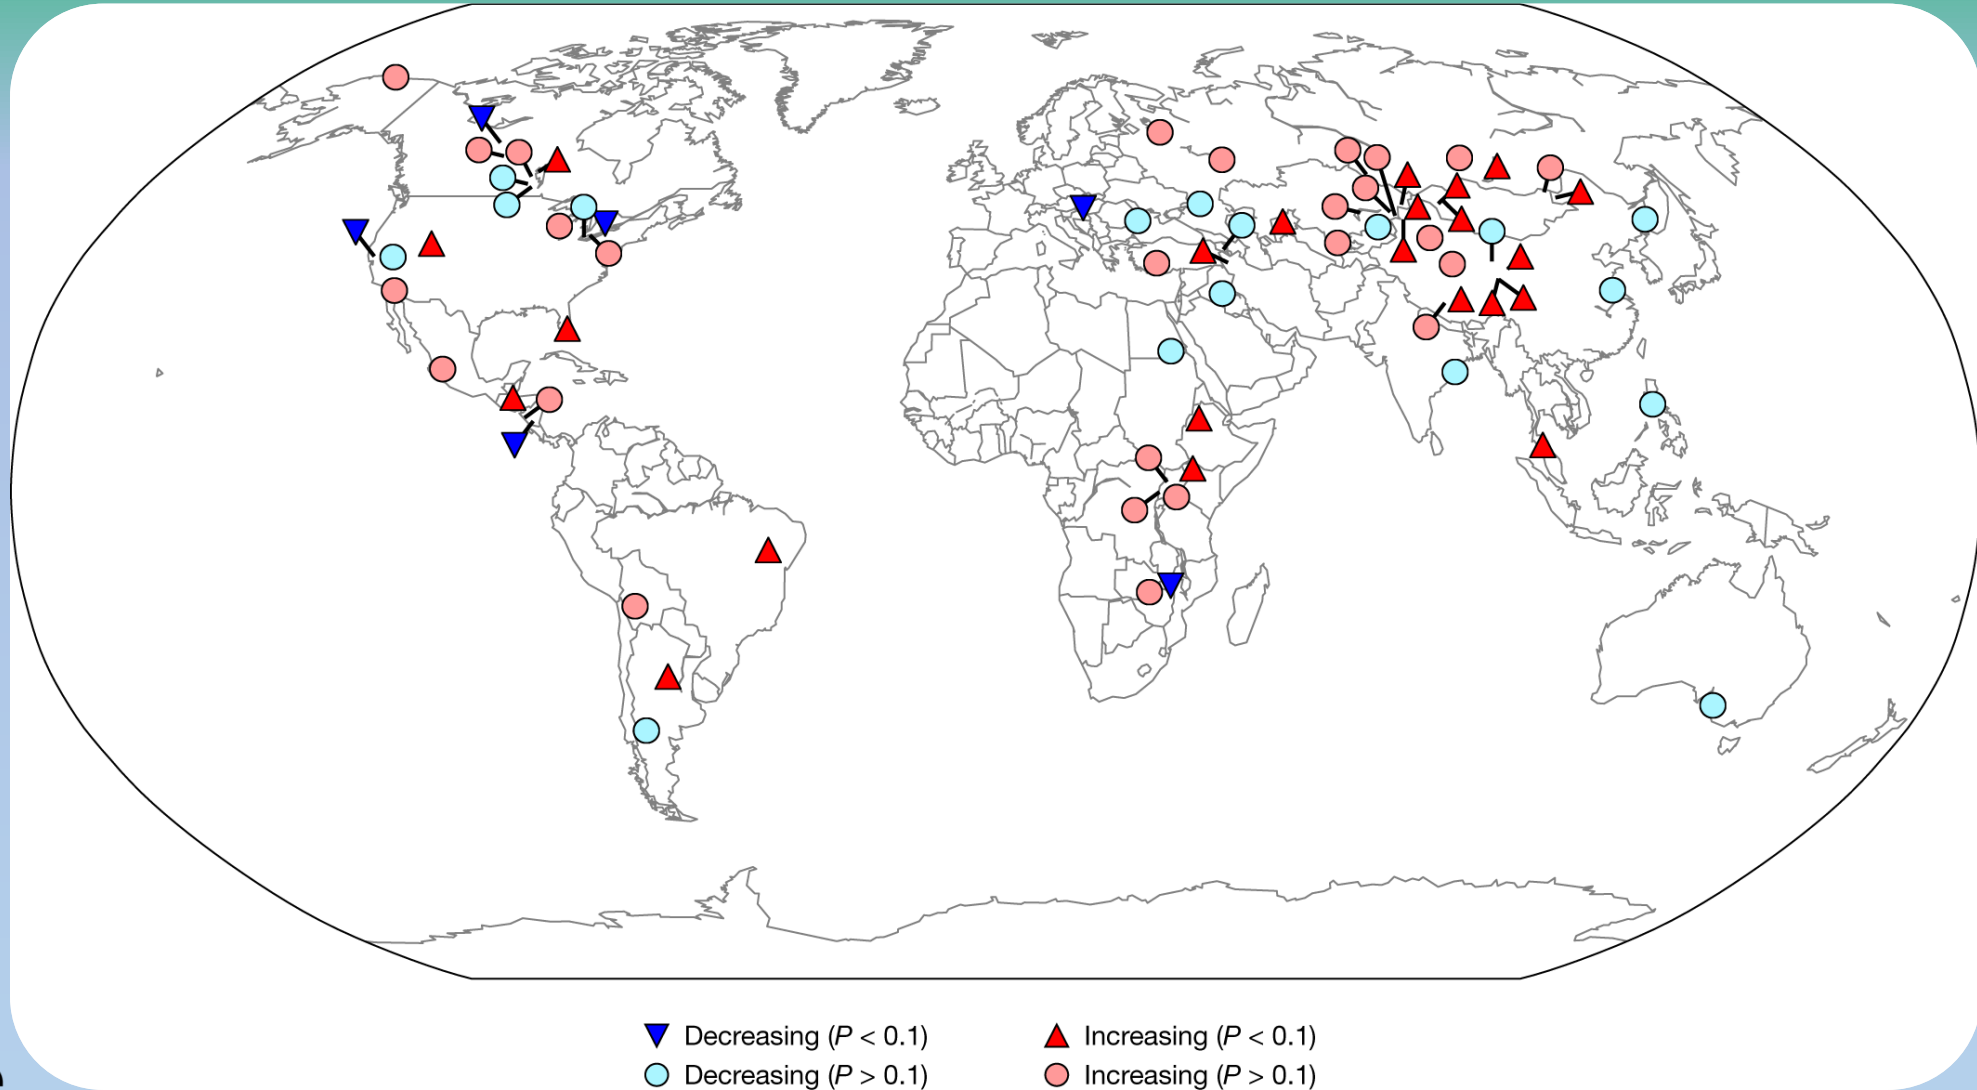 Decreasing (P < 0.1)
Increasing (P < 0.1)
Decreasing (P > 0.1)
Increasing (P > 0.1)